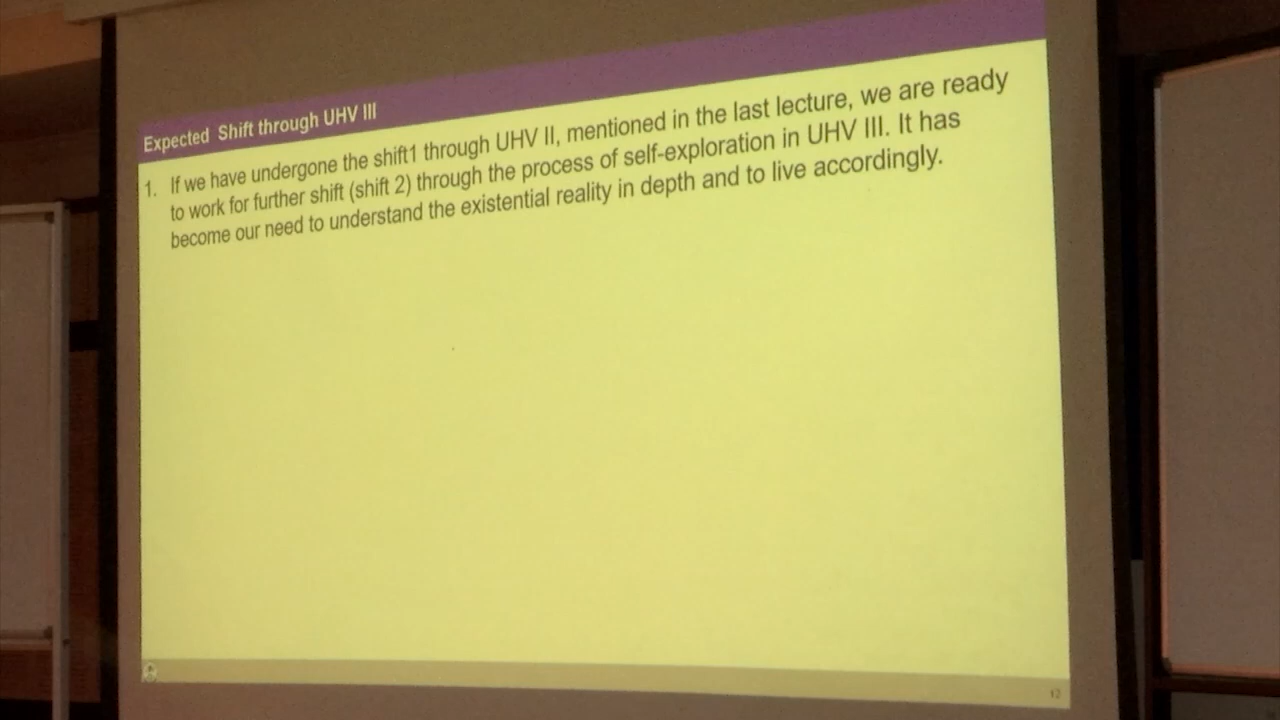 Expected Shift through UHV III
1. If we have undergone the shift1 through UHV II, mentioned in the last lecture, we are ready
to work for further shift (shift 2) through the process of self-exploration in UHV III. It has
become our need to understand the existential reality in depth and to live accordingly.